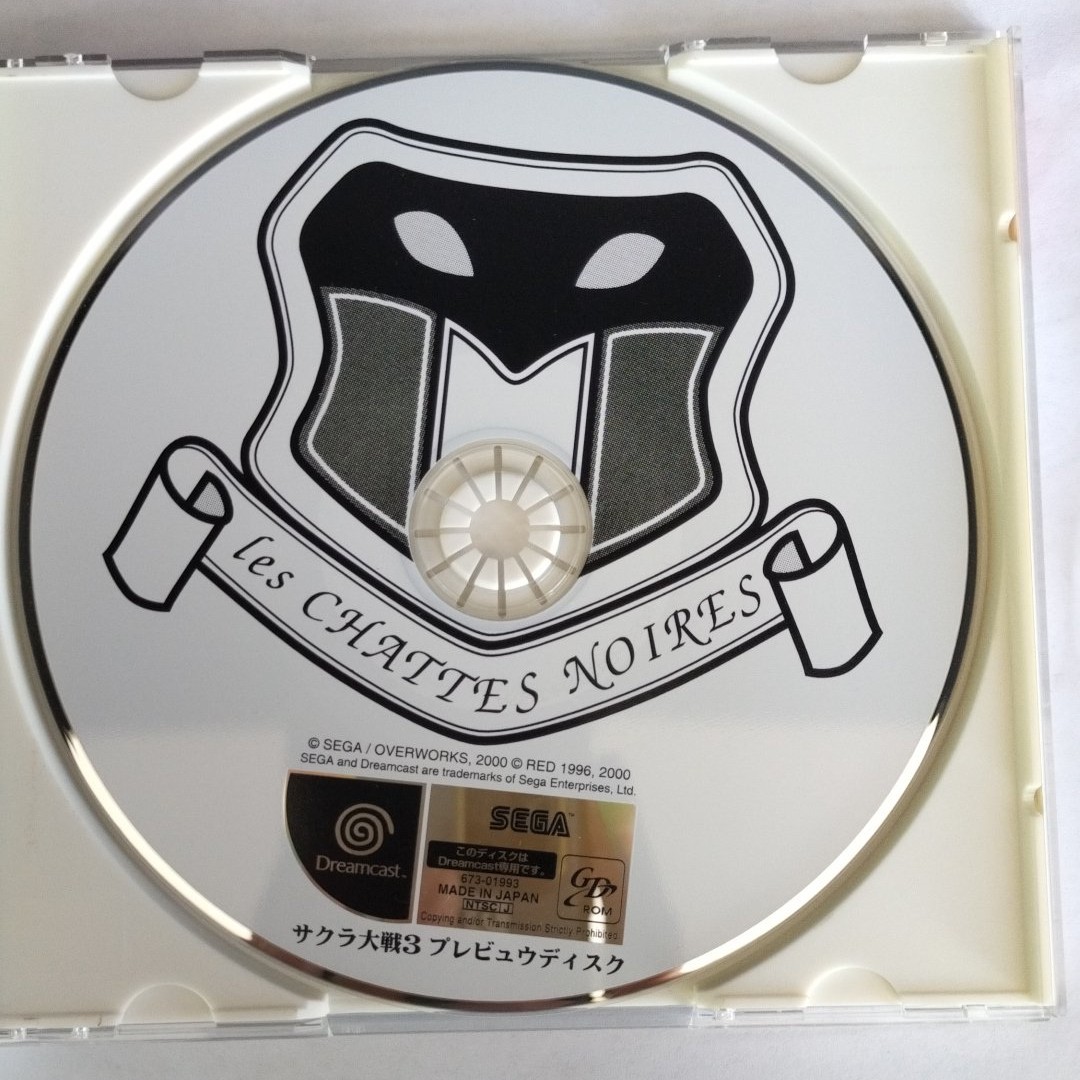 les CHATTES NOIRES
© SEGA / OVERWORKS, 2000 © RED 1996, 2000
SEGA and Dreamcast are trademarks of Sega Enterprises, Ltd.
Dreamcast™
SEGA™
このディスクは
Dreamcast専用です。
673-01993
MADE IN JAPAN
NTSC J
GD
ROM
Copying and/or Transmission Strictly Prohibited.
サクラ大戦3 プレビュウディスク